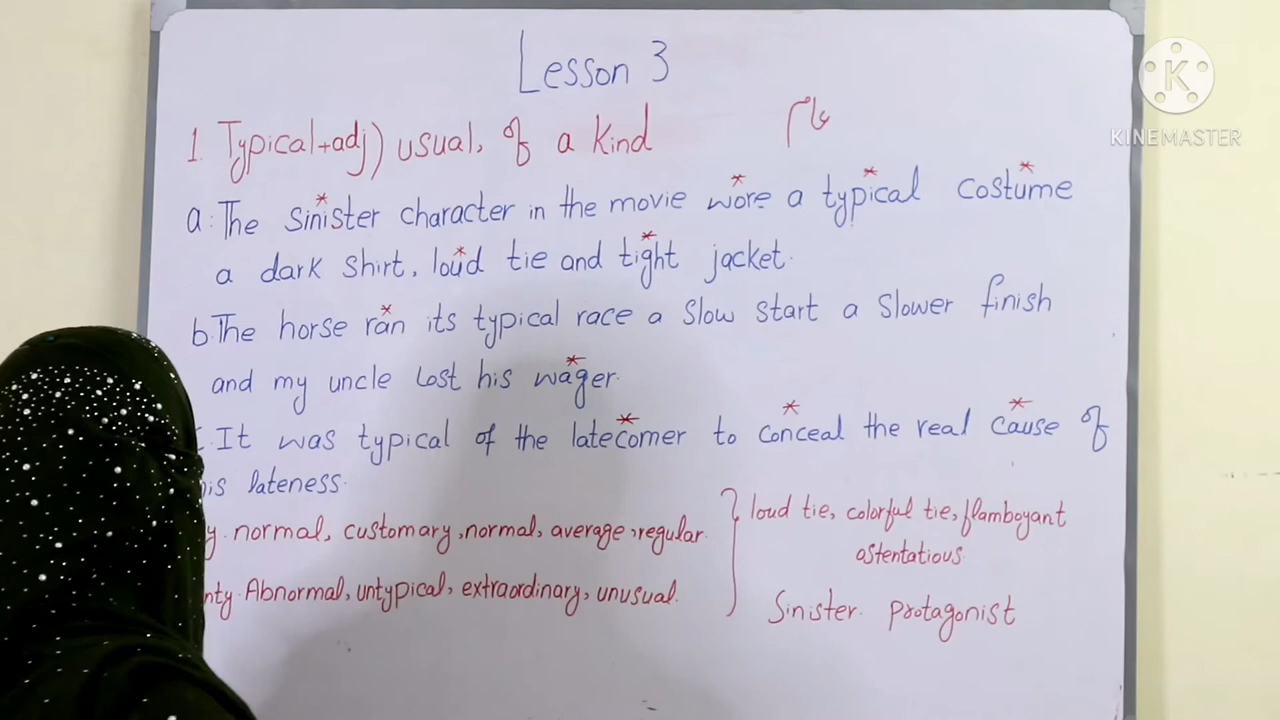 Lesson 3
1. Typical+adj) usual, of a kind
عام
a. The sinister character in the movie wore a typical costume
a dark shirt, loud tie and tight jacket.
b. The horse ran its typical race a slow start a slower finish
and my uncle lost his wager.
It was typical of the latecomer to conceal the real cause of
his lateness.
y. normal, customary, normal, average, regular.
nty. Abnormal, untypical, extraordinary, unusual.
loud tie, colorful tie, flamboyant
ostentatious.
Sinister. protagonist
K
KINEMASTER